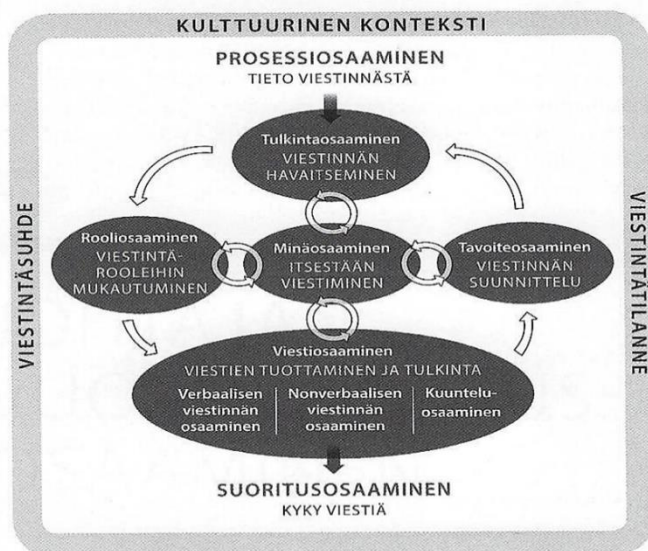 KULTTUURINEN KONTEKSTI
PROSESSIOSAAMINEN
TIETO VIESTINNÄSTÄ
Tulkintaosaaminen
VIESTINNÄN
HAVAITSEMINEN
VIESTINTÄSUHDE
Rooliosaaminen
VIESTINTÄ-
ROOLEIHIN
MUKAUTUMINEN
Minäosaaminen
ITSESTÄÄN
VIESTIMINEN
Tavoiteosaaminen
VIESTINNÄN
SUUNNITTELU
VIESTINTÄTILANNE
Viestiosaaminen
VIESTIEN TUOTTAMINEN JA TULKINTA
Verbaalisen
viestinnän
osaaminen
Nonverbaalisen
viestinnän
osaaminen
Kuuntelu-
osaaminen
SUORITUSOSAAMINEN
KYKY VIESTIÄ